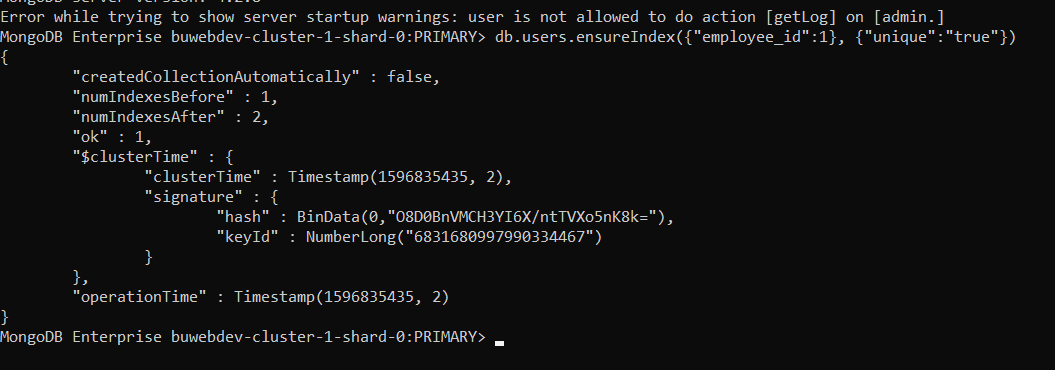 Error while trying to show server startup warnings: user is not allowed to do action [getLog] on [admin.]
MongoDB Enterprise buwebdev-cluster-1-shard-0:PRIMARY> db.users.ensureIndex({"employee_id":1}, {"unique":"true"})
{
        "createdCollectionAutomatically" : false,
        "numIndexesBefore" : 1,
        "numIndexesAfter" : 2,
        "ok" : 1,
        "$clusterTime" : {
                "clusterTime" : Timestamp(1596835435, 2),
                "signature" : {
                        "hash" : BinData(0,"O8D0BnVMCH3YI6X/ntTVXo5nK8k="),
                        "keyId" : NumberLong("6831680997990334467")
                }
        },
        "operationTime" : Timestamp(1596835435, 2)
}
MongoDB Enterprise buwebdev-cluster-1-shard-0:PRIMARY>